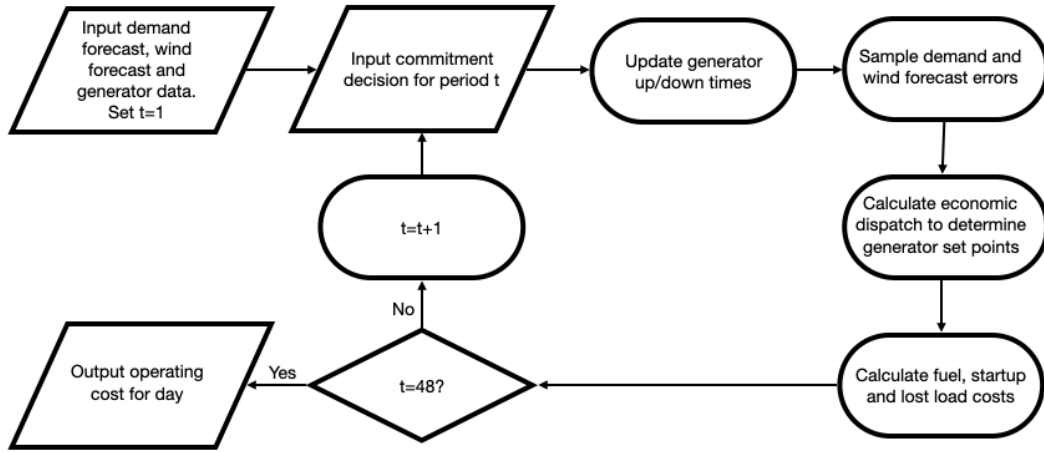 Input demand
forecast, wind
forecast and
generator data.
Set t=1
Input commitment
decision for period t
Update generator
up/down times
Sample demand and
wind forecast errors
Calculate economic
dispatch to determine
generator set points
Calculate fuel, startup
and lost load costs
t=48?
No
t=t+1
Yes
Output operating
cost for day